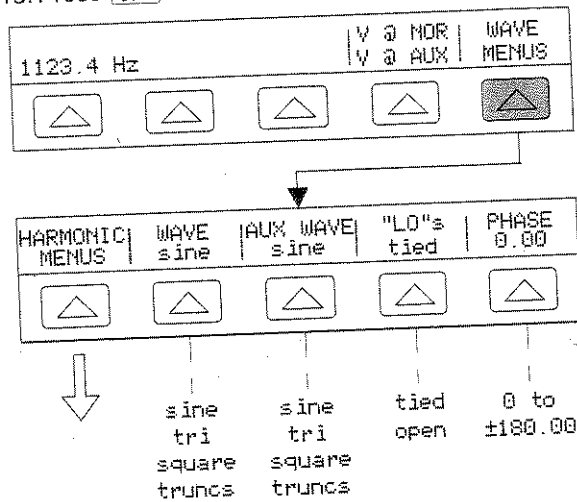 |V @ NOR| WAVE
1123.4 Hz |V @ AUX| MENUS
HARMONIC| WAVE |AUX WAVE| "LO"s | PHASE
MENUS | sine | sine | tied | 0.00
sine sine tied 0 to
tri tri open ±180.00
square square
truncs truncs